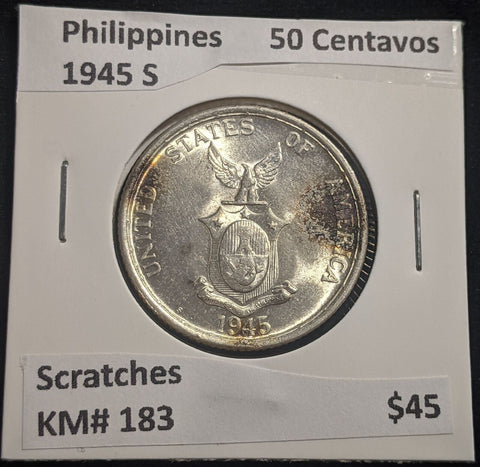 Philippines 50 Centavos
1945 S
UNITED STATES OF AMERICA
1945
Scratches
KM# 183 $45